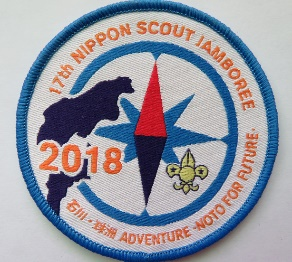 17th NIPPON SCOUT JAMBOREE
2018
石川・珠洲 ADVENTURE -NOTO FOR FUTURE-